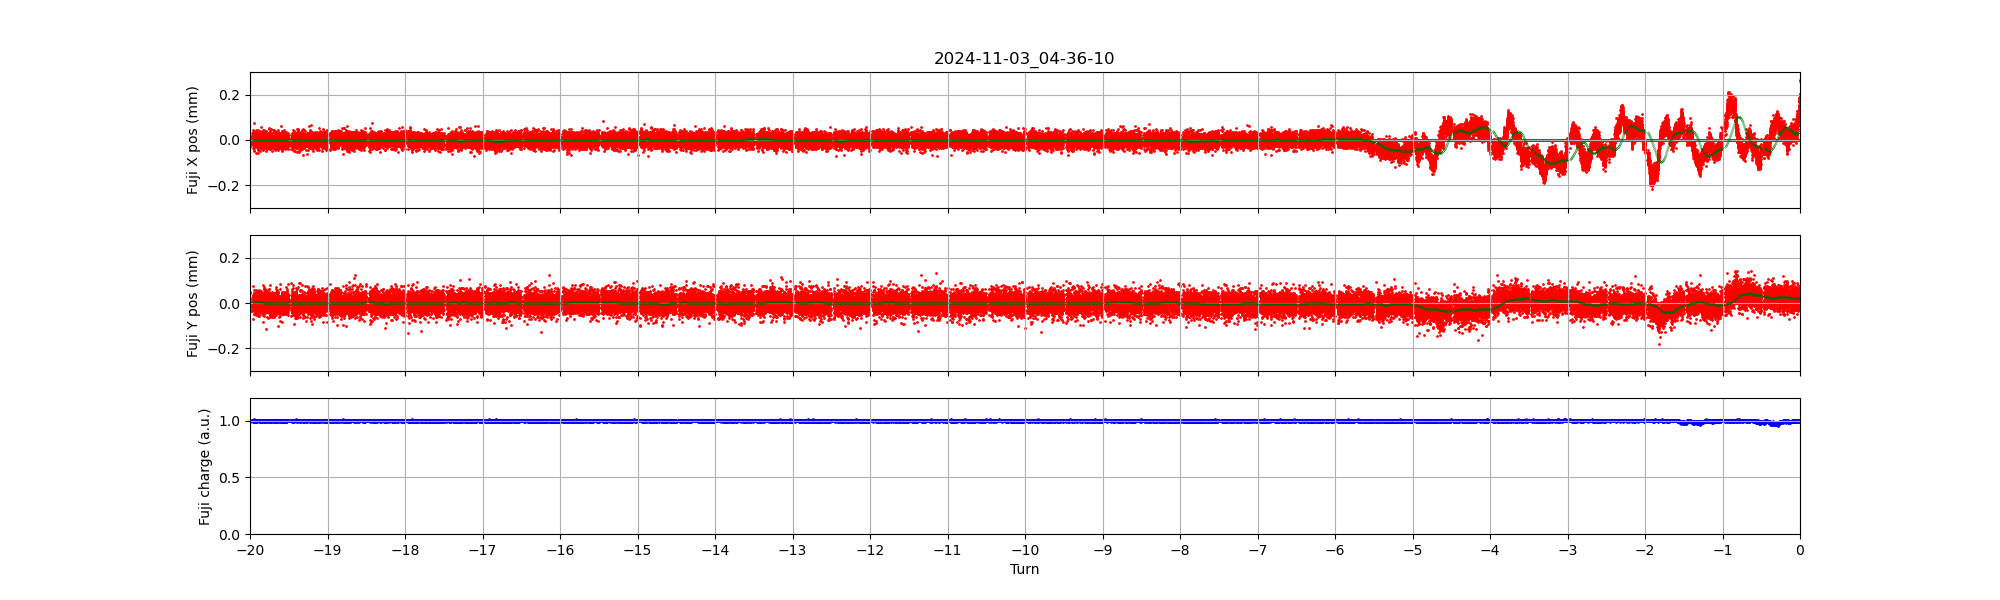 2024-11-03_04-36-10
Fuji X pos (mm)
0.2
0.0
−0.2
Fuji Y pos (mm)
0.2
0.0
−0.2
Fuji charge (a.u.)
1.0
0.5
0.0
−20 −19 −18 −17 −16 −15 −14 −13 −12 −11 −10 −9 −8 −7 −6 −5 −4 −3 −2 −1 0
Turn